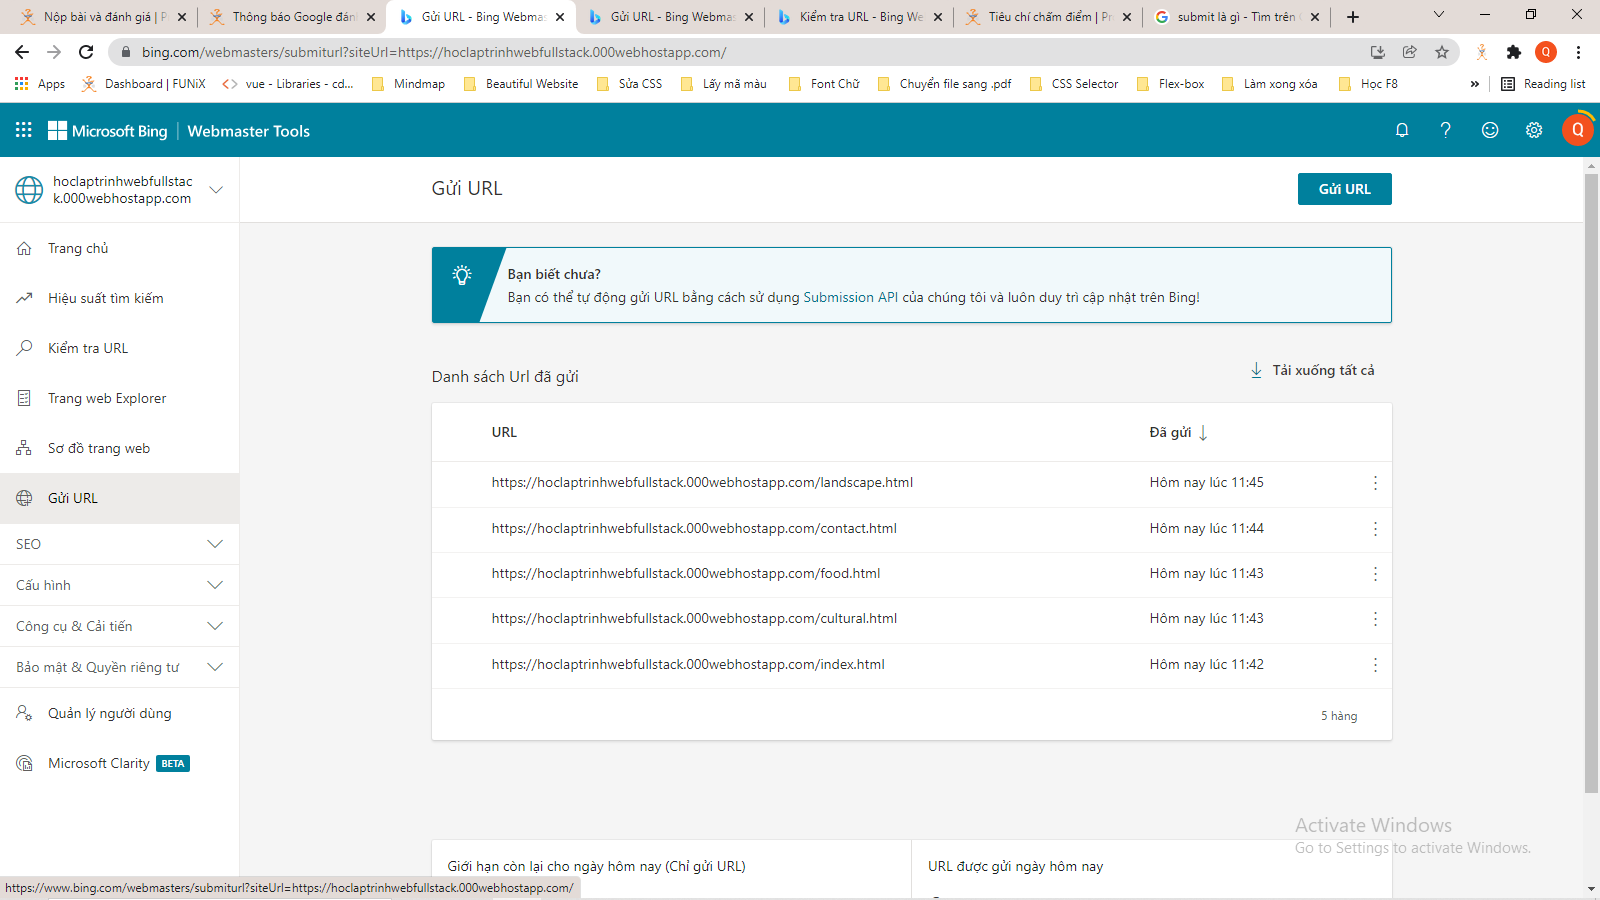 Nộp bài và đánh giá | P
Thông báo Google đán
Gửi URL - Bing Webmas
Gửi URL - Bing Webmas
Kiểm tra URL - Bing We
Tiêu chí chấm điểm | Pr
submit là gì - Tìm trên
bing.com/webmasters/submiturl?siteUrl=https://hoclaptrinhwebfullstack.000webhostapp.com/
Q
Apps
Dashboard | FUNiX
vue - Libraries - cd...
Mindmap
Beautiful Website
Sửa CSS
Lấy mã màu
Font Chữ
Chuyển file sang .pdf
CSS Selector
Flex-box
Làm xong xóa
Học F8
»
Reading list
Microsoft Bing | Webmaster Tools
Q
hoclaptrinhwebfullstac
k.000webhostapp.com
Trang chủ
Hiệu suất tìm kiếm
Kiểm tra URL
Trang web Explorer
Sơ đồ trang web
Gửi URL
SEO
Cấu hình
Công cụ & Cải tiến
Bảo mật & Quyền riêng tư
Quản lý người dùng
Microsoft Clarity BETA
Gửi URL
Gửi URL
Bạn biết chưa?
Bạn có thể tự động gửi URL bằng cách sử dụng Submission API của chúng tôi và luôn duy trì cập nhật trên Bing!
Danh sách Url đã gửi
Tải xuống tất cả
URL Đã gửi
https://hoclaptrinhwebfullstack.000webhostapp.com/landscape.html Hôm nay lúc 11:45
https://hoclaptrinhwebfullstack.000webhostapp.com/contact.html Hôm nay lúc 11:44
https://hoclaptrinhwebfullstack.000webhostapp.com/food.html Hôm nay lúc 11:43
https://hoclaptrinhwebfullstack.000webhostapp.com/cultural.html Hôm nay lúc 11:43
https://hoclaptrinhwebfullstack.000webhostapp.com/index.html Hôm nay lúc 11:42
5 hàng
Giới hạn còn lại cho ngày hôm nay (Chỉ gửi URL)
URL được gửi ngày hôm nay
Activate Windows
Go to Settings to activate Windows.
https://www.bing.com/webmasters/submiturl?siteUrl=https://hoclaptrinhwebfullstack.000webhostapp.com/